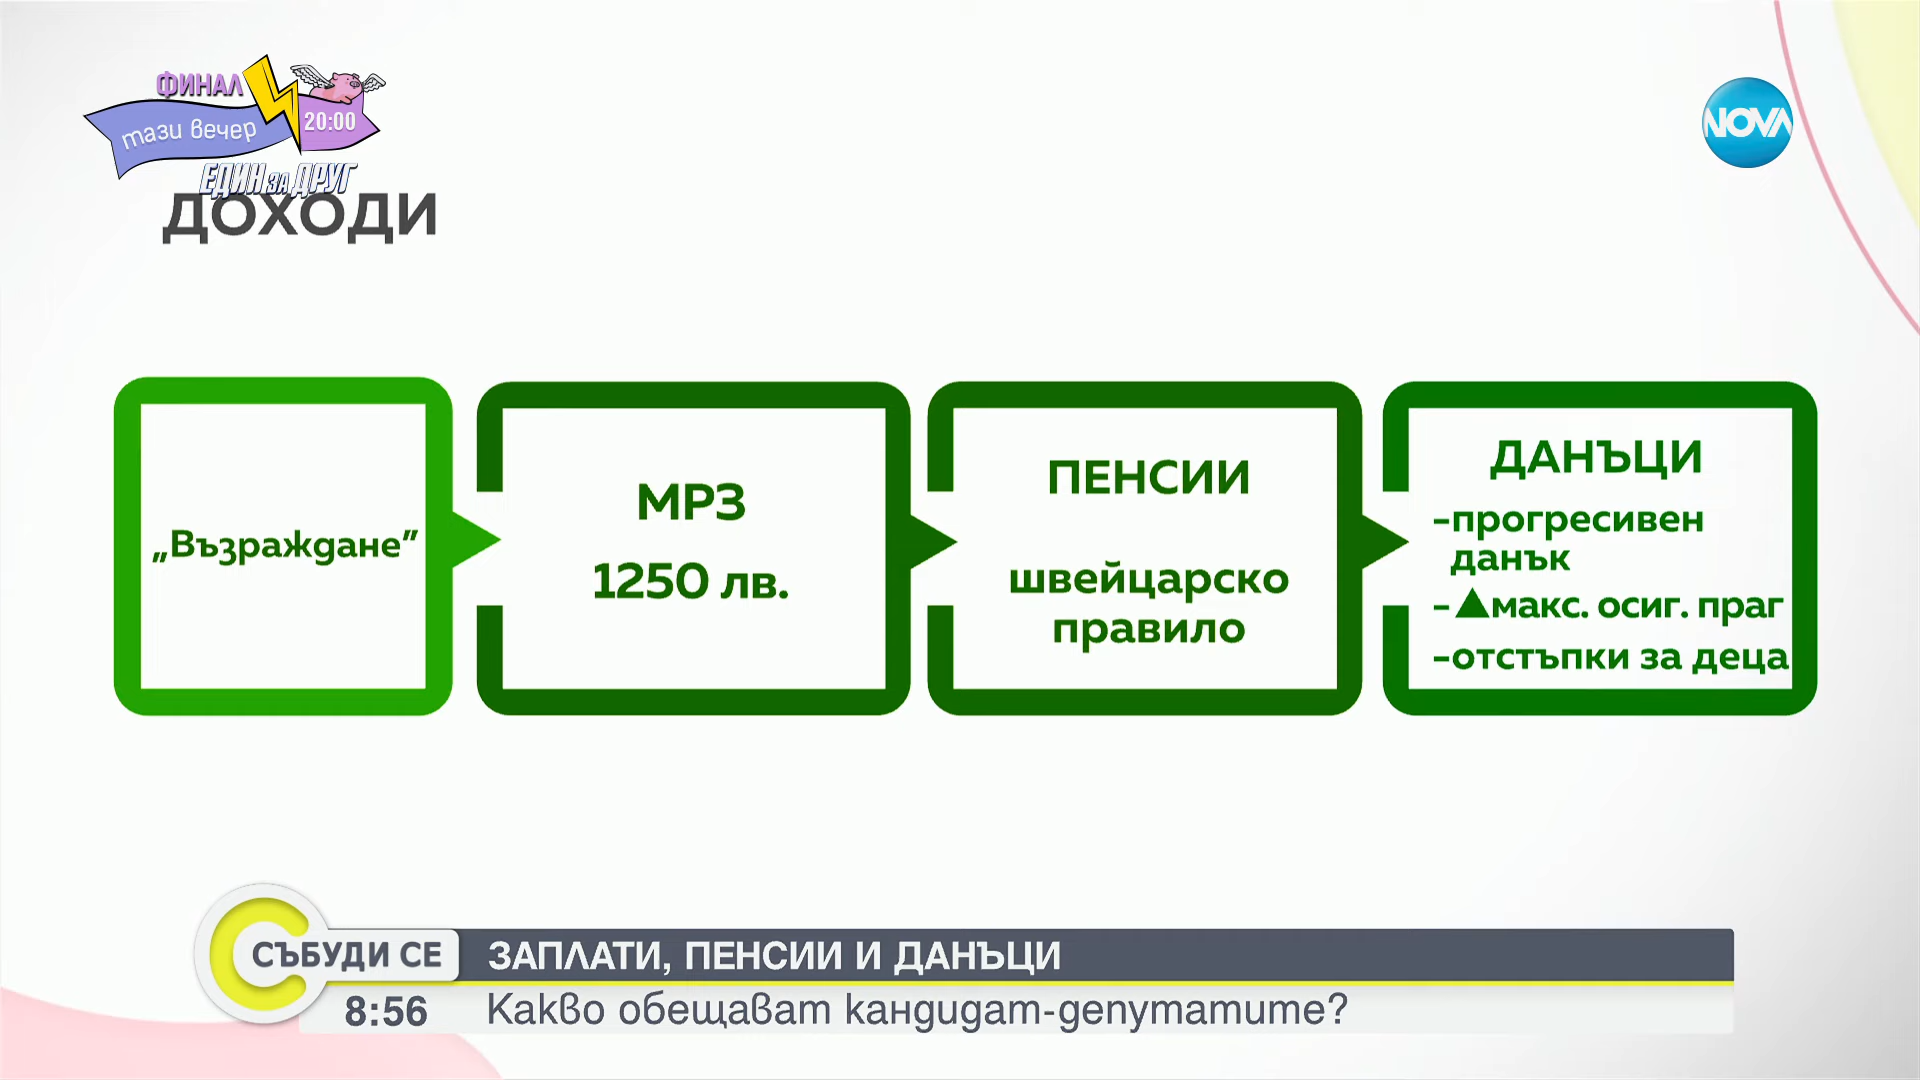 ФИНАЛ
тази вечер
20:00
ЕДИН ЗА ДРУГ
NOVA
ДОХОДИ
„Възраждане”
МРЗ
1250 лв.
ПЕНСИИ
швейцарско
правило
ДАНЪЦИ
-прогресивен
данък
-▲макс. осиг. праг
-отстъпки за деца
СЪБУДИ СЕ
ЗАПЛАТИ, ПЕНСИИ И ДАНЪЦИ
8:56
Какво обещават кандидат-депутатите?